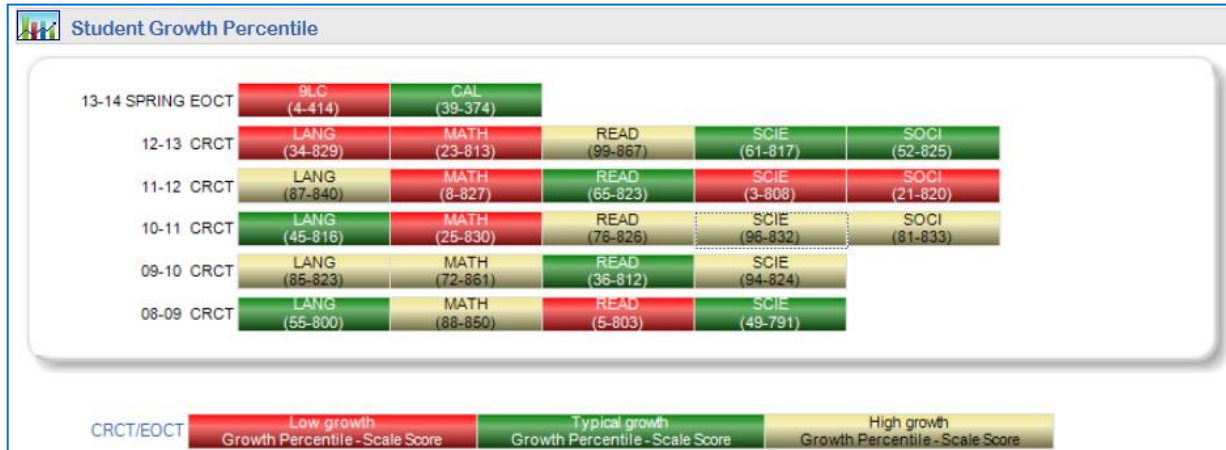 Student Growth Percentile
13-14 SPRING EOCT 9LC CAL
(4-414) (39-374)
12-13 CRCT LANG MATH READ SCIE SOCI
(34-829) (23-813) (99-867) (61-817) (52-825)
11-12 CRCT LANG MATH READ SCIE SOCI
(87-840) (8-827) (65-823) (3-808) (21-820)
10-11 CRCT LANG MATH READ SCIE SOCI
(45-816) (25-830) (76-826) (96-832) (81-833)
09-10 CRCT LANG MATH READ SCIE
(85-823) (72-861) (36-812) (94-824)
08-09 CRCT LANG MATH READ SCIE
(55-800) (88-850) (5-803) (49-791)
CRCT/EOCT Low growth Typical growth High growth
Growth Percentile - Scale Score Growth Percentile - Scale Score Growth Percentile - Scale Score